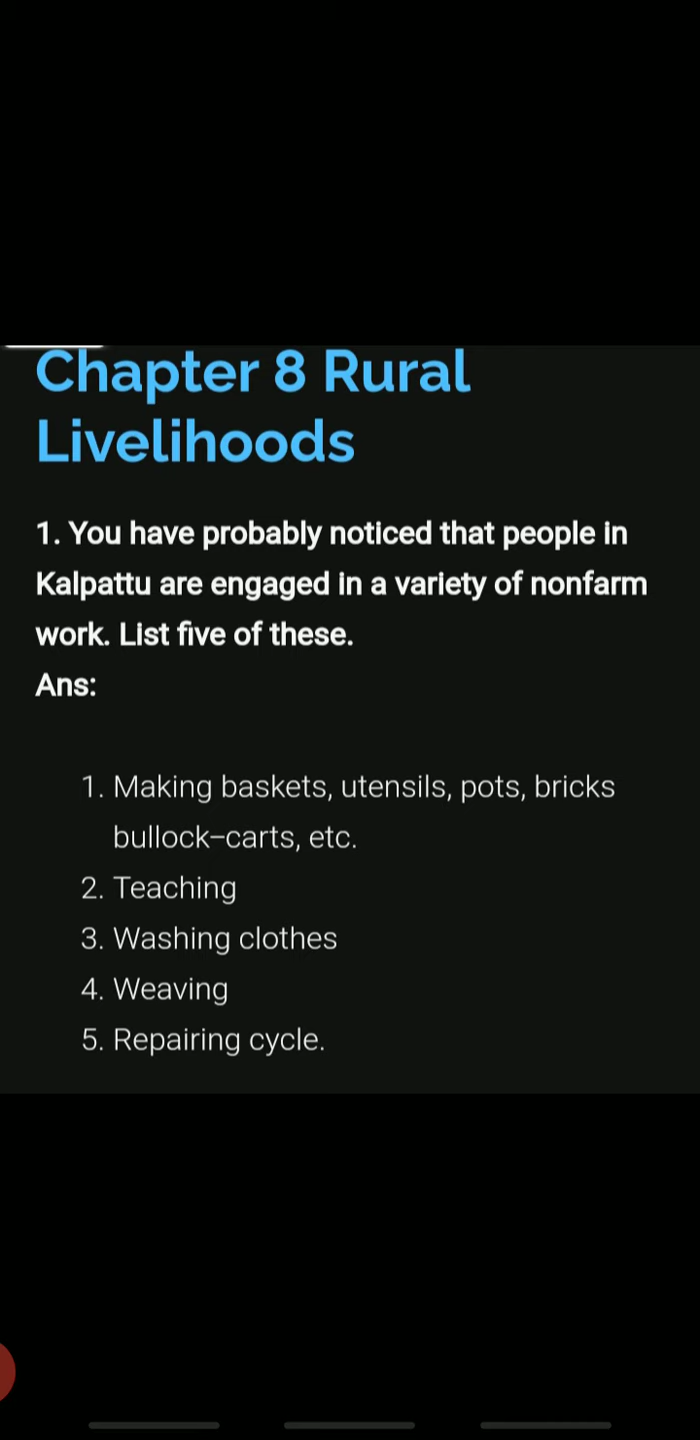 Chapter 8 Rural
Livelihoods
1. You have probably noticed that people in
Kalpattu are engaged in a variety of nonfarm
work. List five of these.
Ans:
1. Making baskets, utensils, pots, bricks
bullock–carts, etc.
2. Teaching
3. Washing clothes
4. Weaving
5. Repairing cycle.